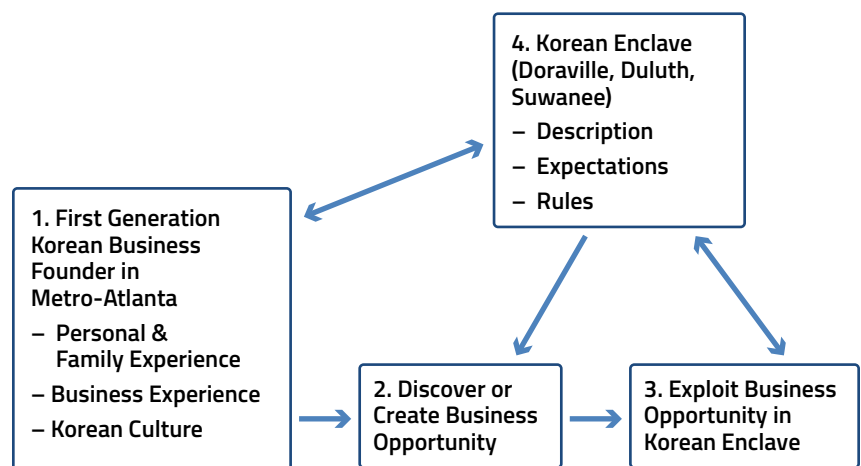 1. First Generation
Korean Business
Founder in
Metro-Atlanta
– Personal &
Family Experience
– Business Experience
– Korean Culture
2. Discover or
Create Business
Opportunity
3. Exploit Business
Opportunity in
Korean Enclave
4. Korean Enclave
(Doraville, Duluth,
Suwanee)
– Description
– Expectations
– Rules